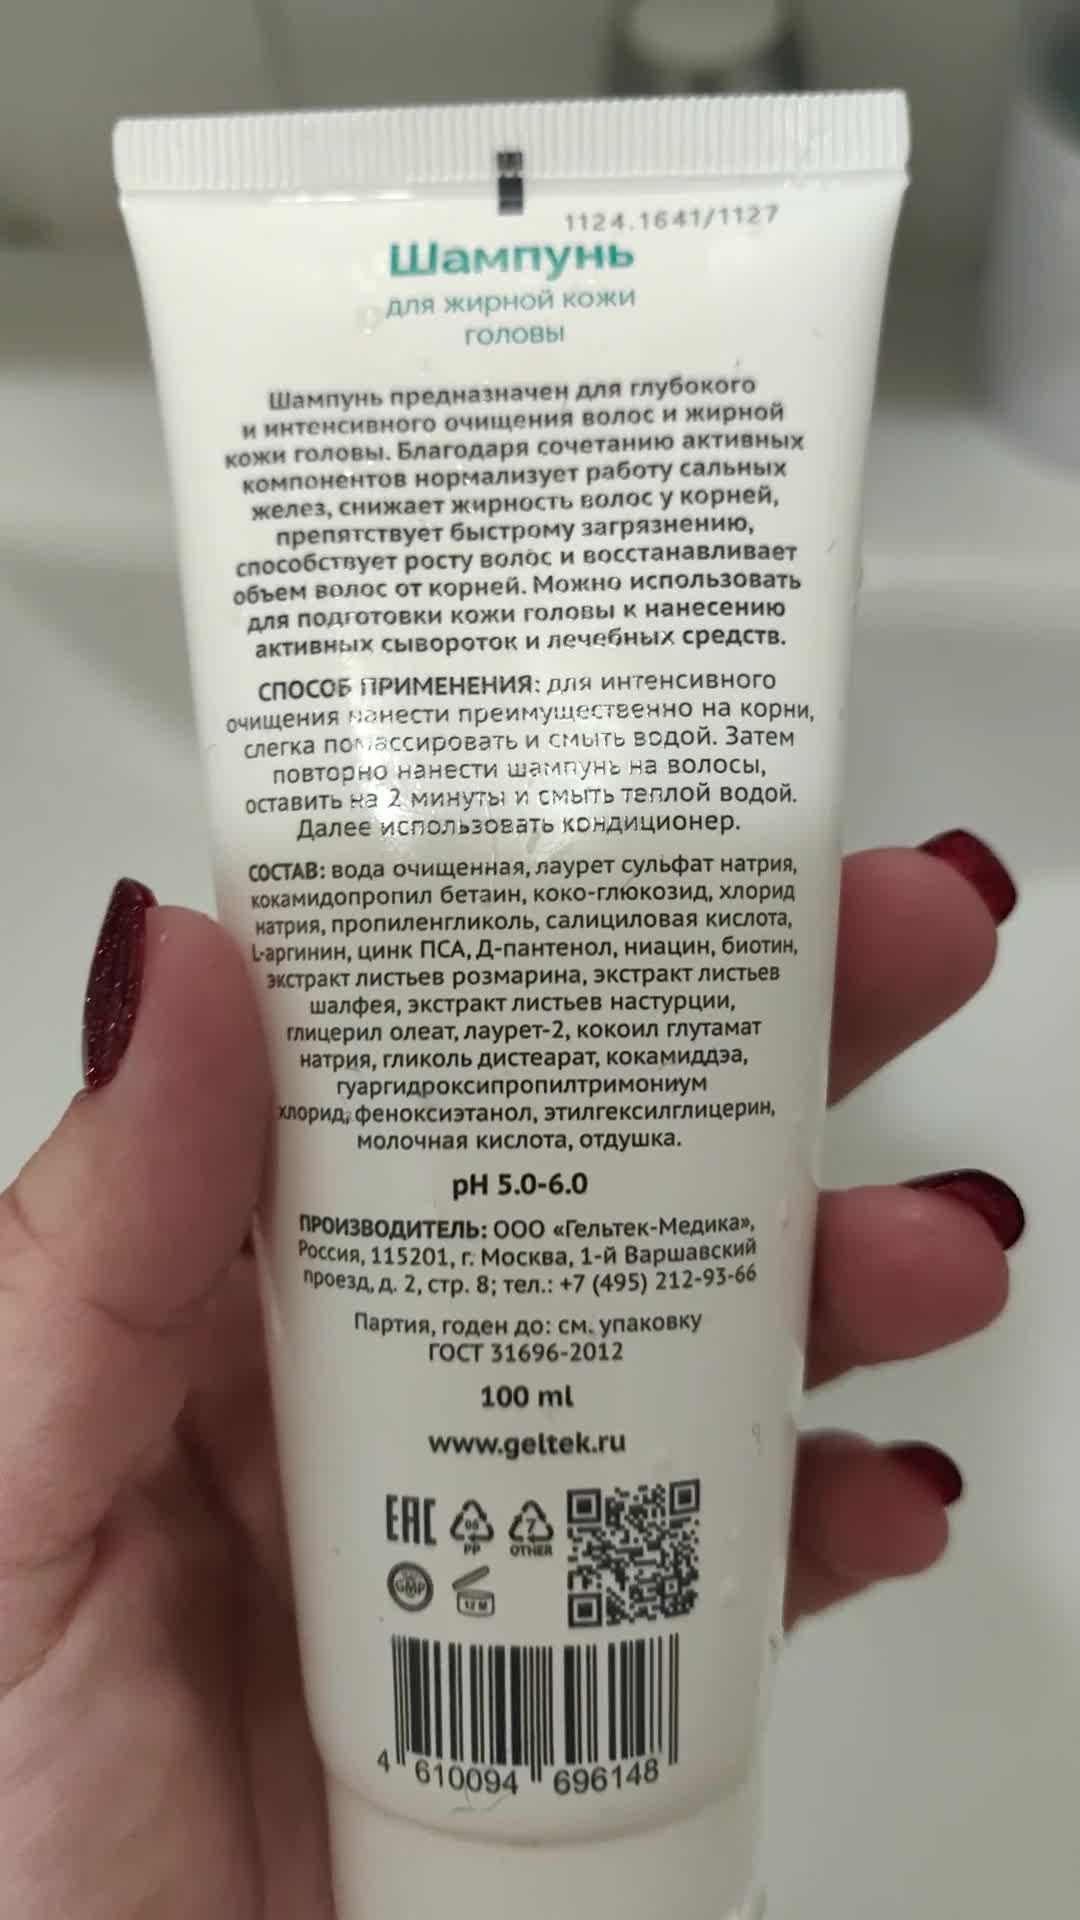 1124.1641/1127
Шампунь
для жирной кожи
головы
Шампунь предназначен для глубокого
и интенсивного очищения волос и жирной
кожи головы. Благодаря сочетанию активных
компонентов нормализует работу сальных
желез, снижает жирность волос у корней,
препятствует быстрому загрязнению,
способствует росту волос и восстанавливает
объем волос от корней. Можно использовать
для подготовки кожи головы к нанесению
активных сывороток и лечебных средств.
СПОСОБ ПРИМЕНЕНИЯ: для интенсивного
очищения нанести преимущественно на корни,
слегка помассировать и смыть водой. Затем
повторно нанести шампунь на волосы,
оставить на 2 минуты и смыть теплой водой.
Далее использовать кондиционер.
СОСТАВ: вода очищенная, лаурет сульфат натрия,
кокамидопропил бетаин, коко-глюкозид, хлорид
натрия, пропиленгликоль, салициловая кислота,
L-аргинин, цинк ПСА, Д-пантенол, ниацин, биотин,
экстракт листьев розмарина, экстракт листьев
шалфея, экстракт листьев настурции,
глицерил олеат, лаурет-2, кокоил глутамат
натрия, гликоль дистеарат, кокамиддэа,
гуаргидроксипропилтримониум
хлорид, феноксиэтанол, этилгексилглицерин,
молочная кислота, отдушка.
pH 5.0-6.0
ПРОИЗВОДИТЕЛЬ: ООО «Гельтек-Медика»,
Россия, 115201, г. Москва, 1-й Варшавский
проезд, д. 2, стр. 8; тел.: +7 (495) 212-93-66
Партия, годен до: см. упаковку
ГОСТ 31696-2012
100 ml
www.geltek.ru
EAC
PP
7
OTHER
GMP
12 M
4 610094 696148